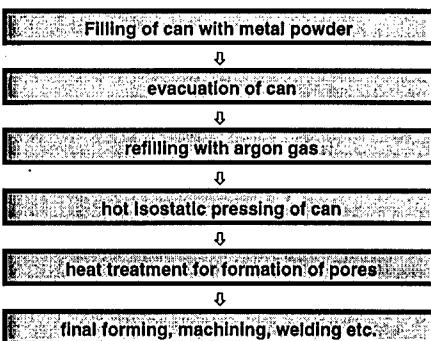 Filling of can with metal powder
⇩
evacuation of can
⇩
refilling with argon gas
⇩
hot isostatic pressing of can
⇩
heat treatment for formation of pores
⇩
final forming, machining, welding etc.